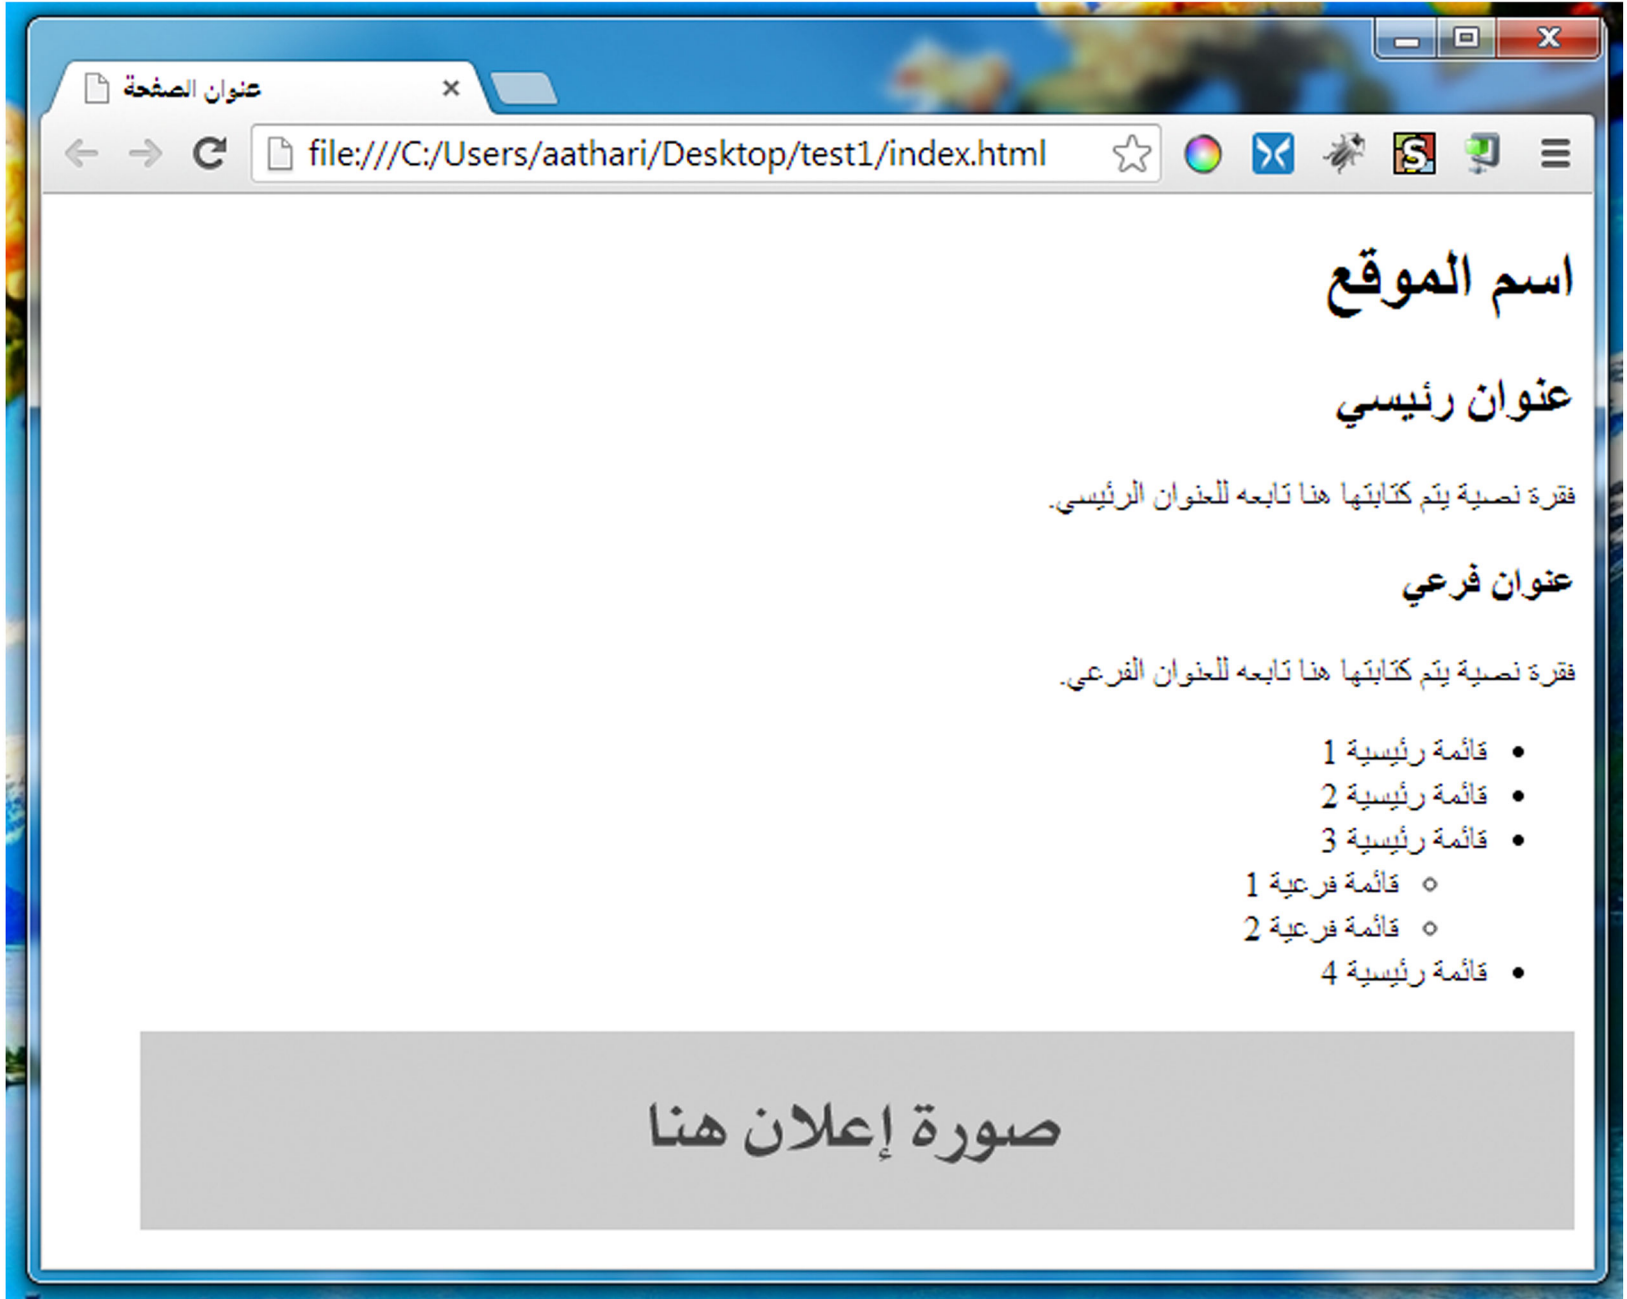 عنوان الصفحة
file:///C:/Users/aathari/Desktop/test1/index.html
اسم الموقع
عنوان رئيسي
فقرة نصية يتم كتابتها هنا تابعه للعنوان الرئيسي.
عنوان فرعي
فقرة نصية يتم كتابتها هنا تابعه للعنوان الفرعي.
• قائمة رئيسية 1
• قائمة رئيسية 2
• قائمة رئيسية 3
○ قائمة فرعية 1
○ قائمة فرعية 2
• قائمة رئيسية 4
صورة إعلان هنا